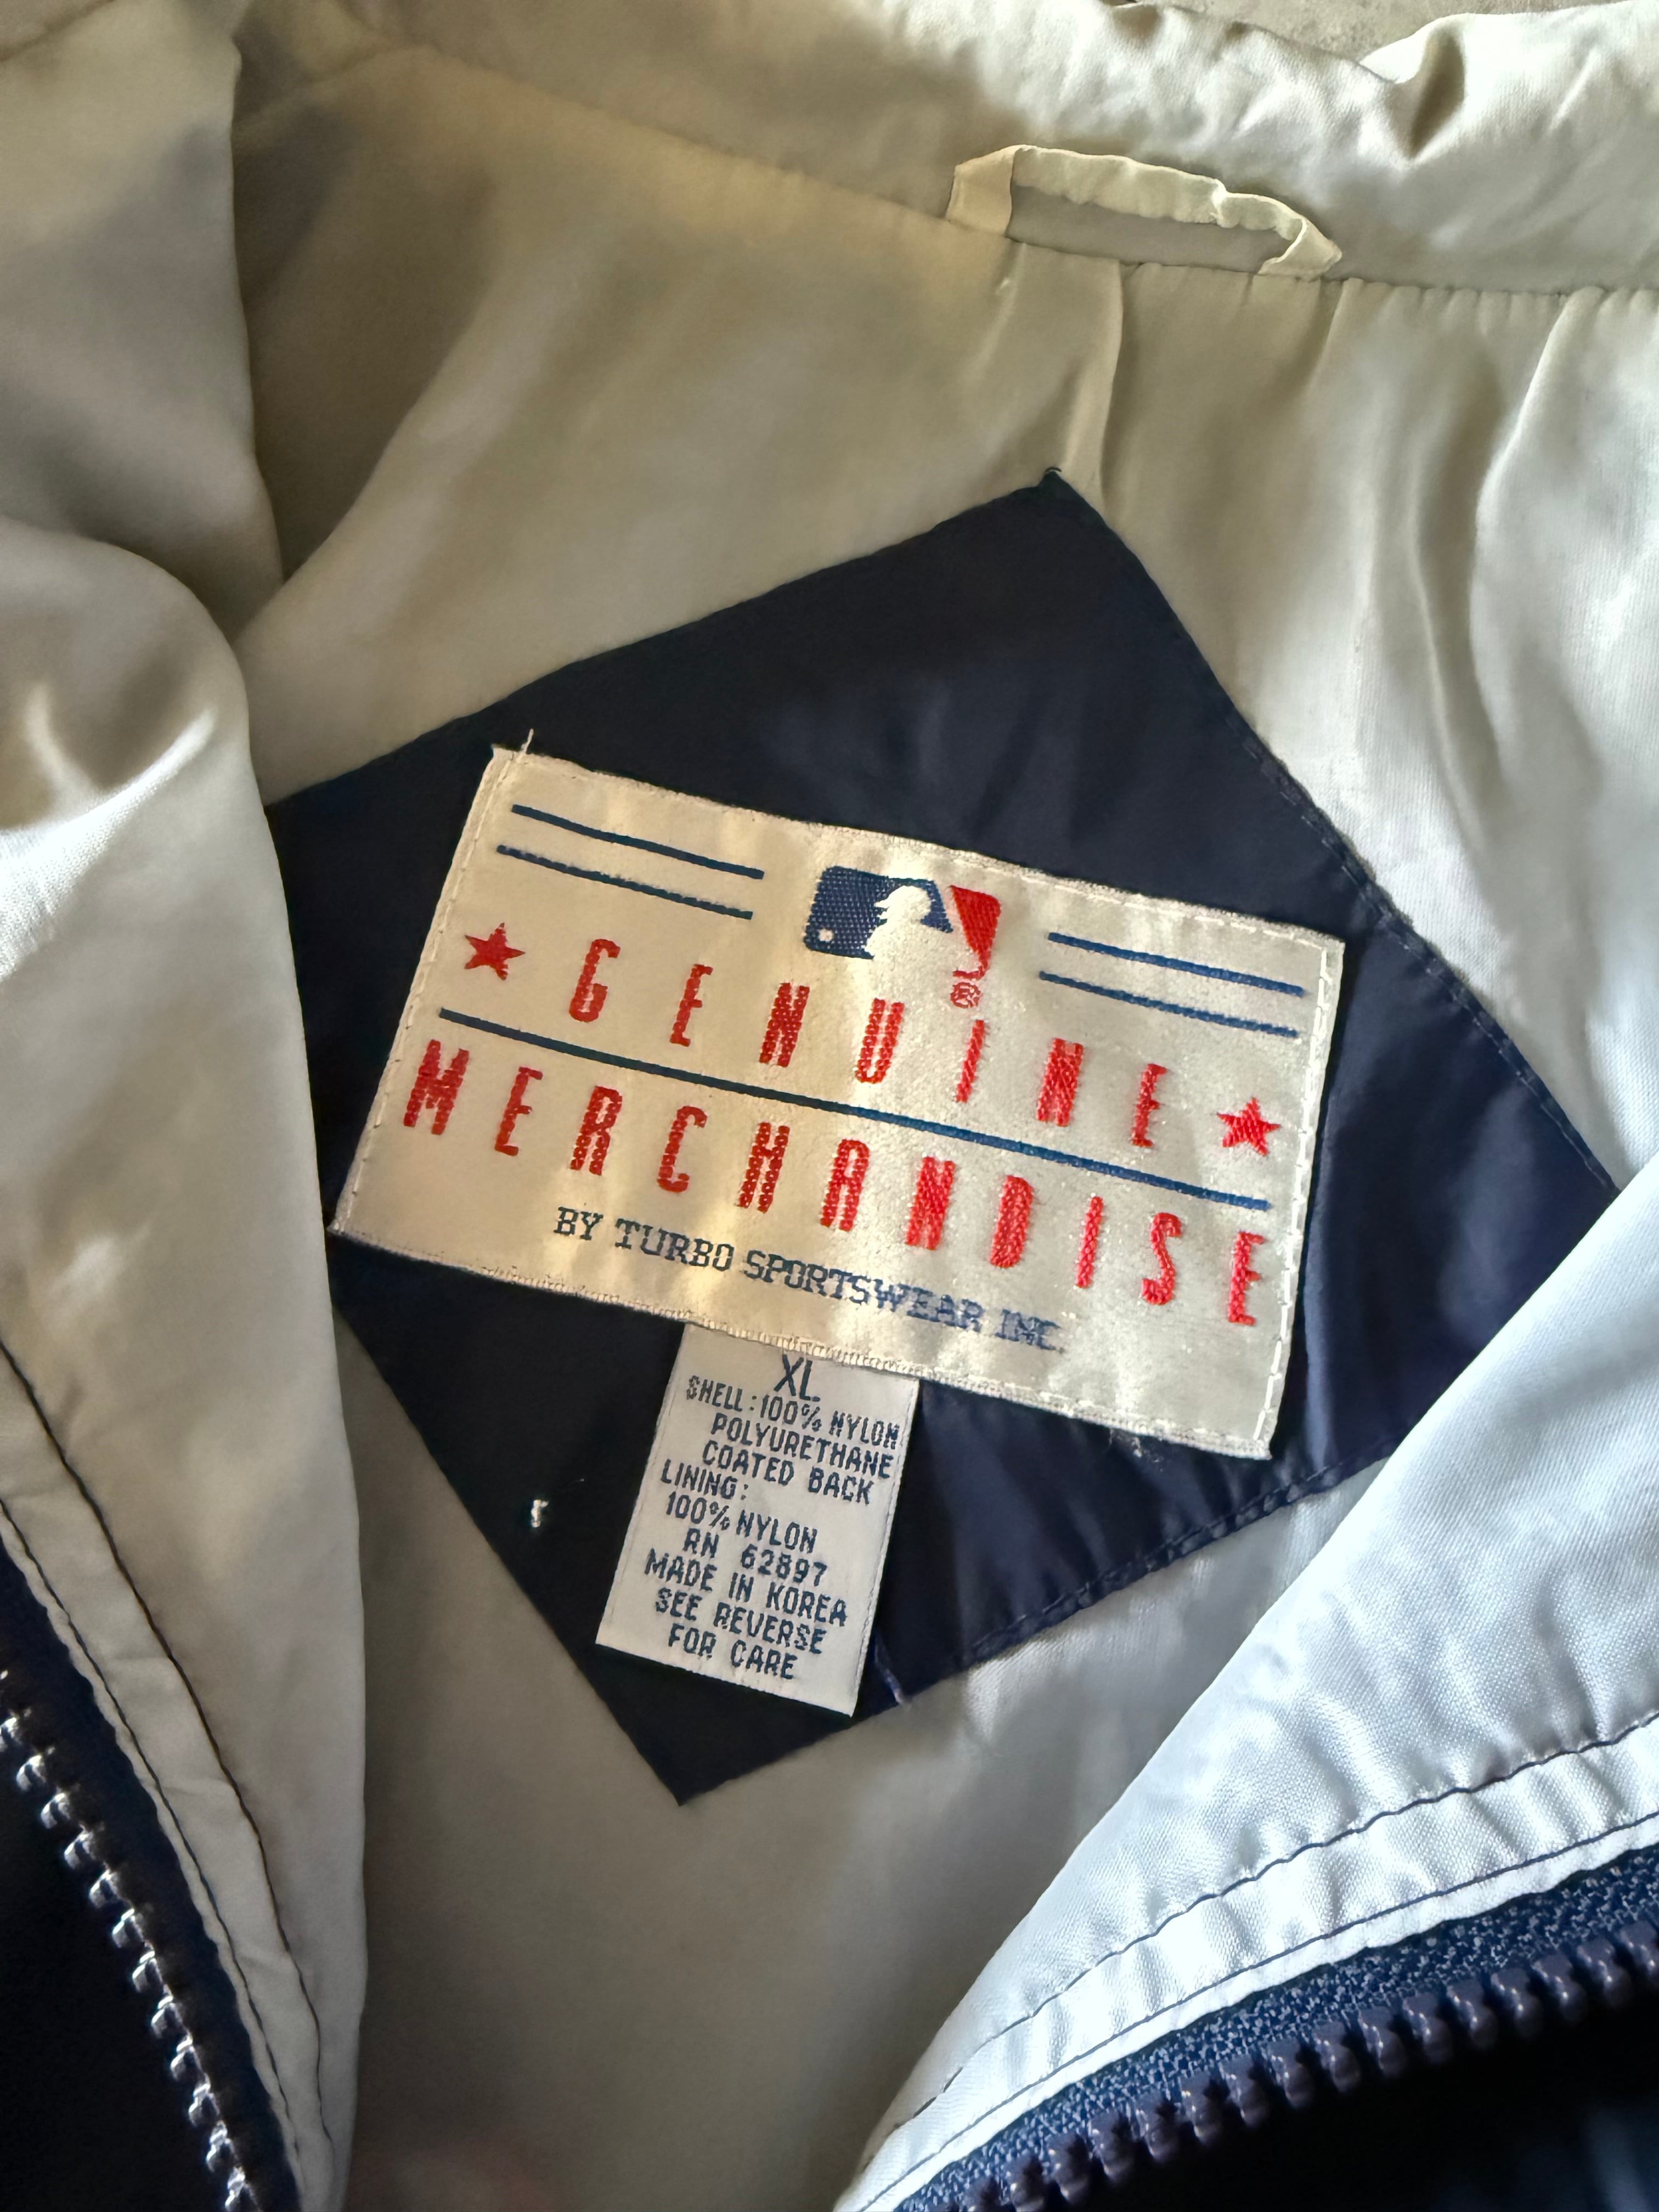 GENUINE
MERCHANDISE
BY TURBO SPORTSWEAR INC.
XL
SHELL:100% NYLON
POLYURETHANE
COATED BACK
LINING:
100% NYLON
RN 62897
MADE IN KOREA
SEE REVERSE
FOR CARE